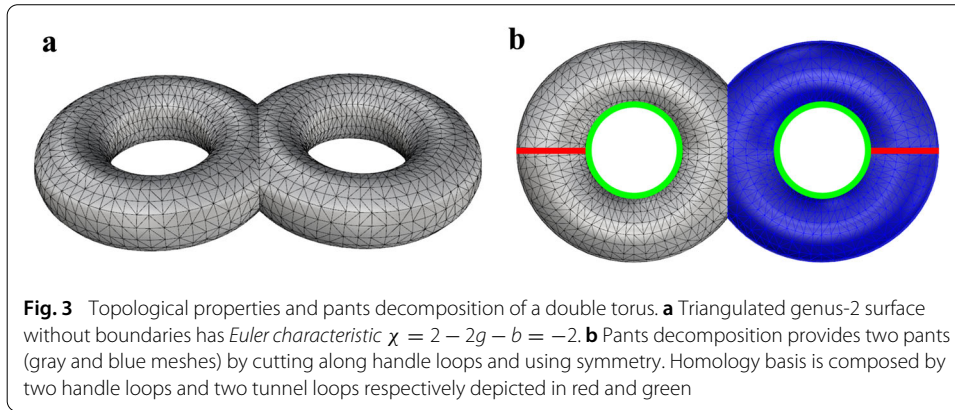 a
b
Fig. 3 Topological properties and pants decomposition of a double torus. a Triangulated genus-2 surface
without boundaries has Euler characteristic χ = 2 − 2g − b = −2. b Pants decomposition provides two pants
(gray and blue meshes) by cutting along handle loops and using symmetry. Homology basis is composed by
two handle loops and two tunnel loops respectively depicted in red and green